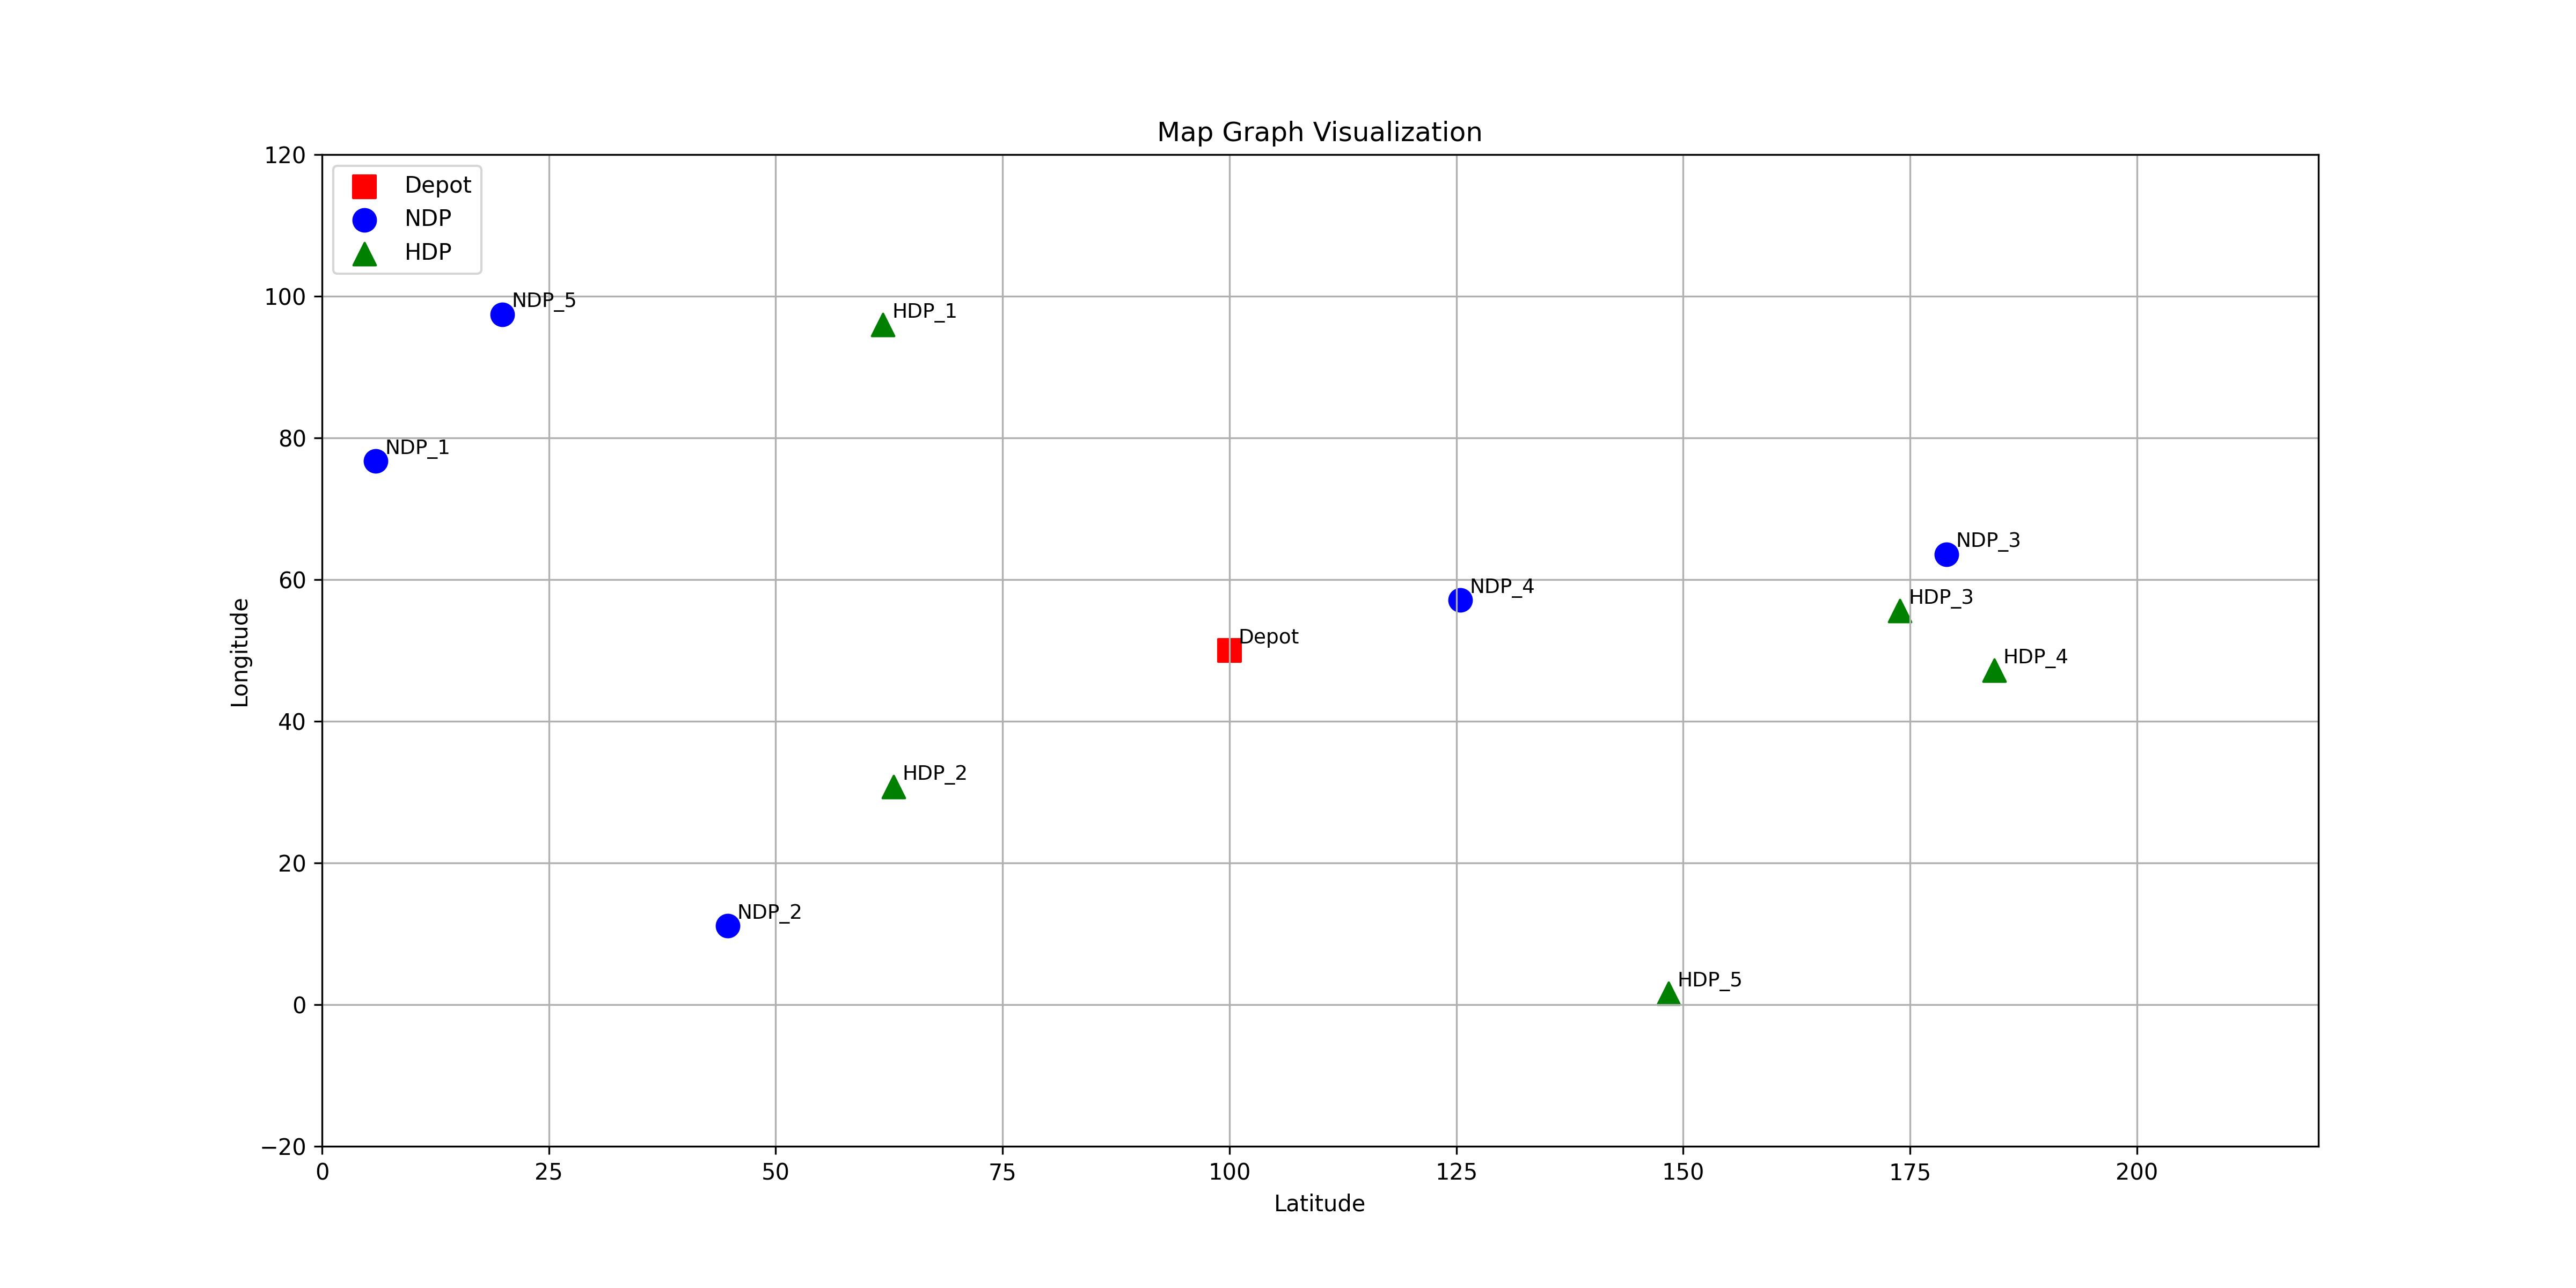 Map Graph Visualization
120
100
80
60
40
20
0
−20
Longitude
Depot
NDP
HDP
NDP_5
HDP_1
NDP_1
NDP_3
NDP_4
HDP_3
Depot
HDP_4
HDP_2
NDP_2
HDP_5
0 25 50 75 100 125 150 175 200
Latitude